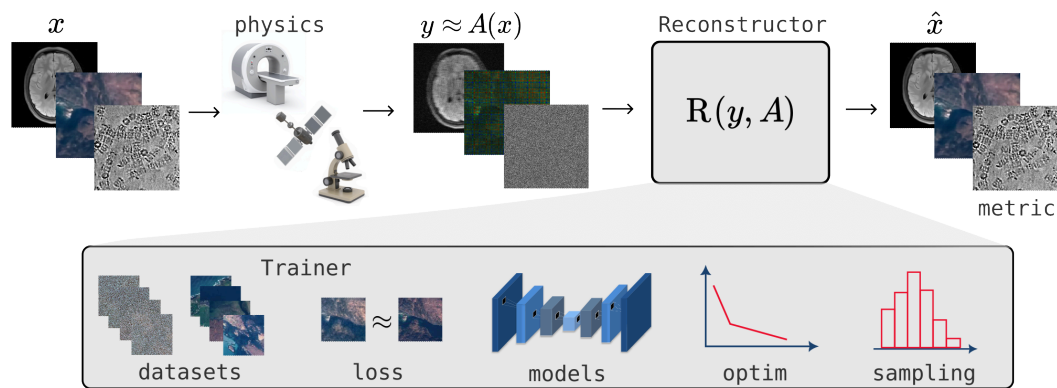 x
physics
y ≈ A(x)
Reconstructor
x̂
R(y, A)
metric
Trainer
≈
datasets
loss
models
optim
sampling